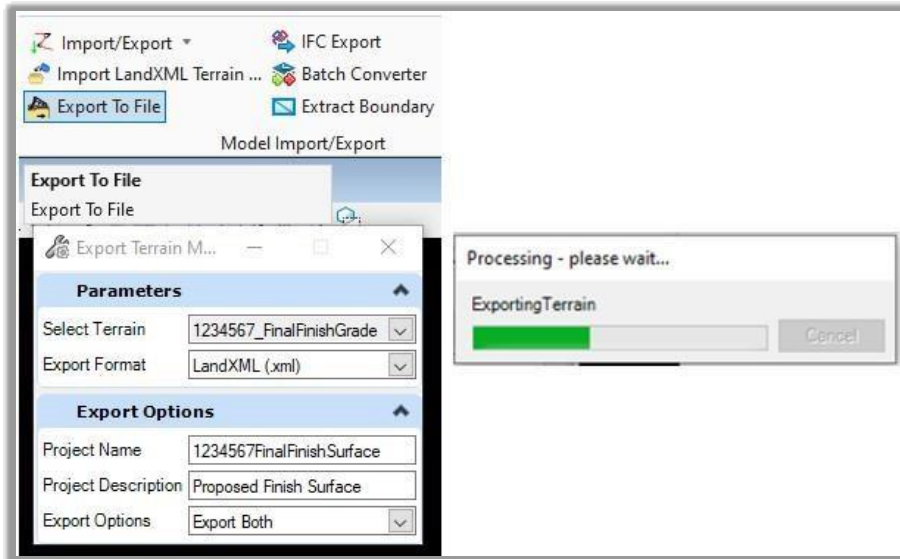 Import/Export
IFC Export
Import LandXML Terrain ...
Batch Converter
Export To File
Extract Boundary
Model Import/Export
Export To File
Export To File
Export Terrain M...
Parameters
Select Terrain 1234567_FinalFinishGrade
Export Format LandXML (.xml)
Export Options
Project Name 1234567FinalFinishSurface
Project Description Proposed Finish Surface
Export Options Export Both
Processing - please wait...
ExportingTerrain
Cancel